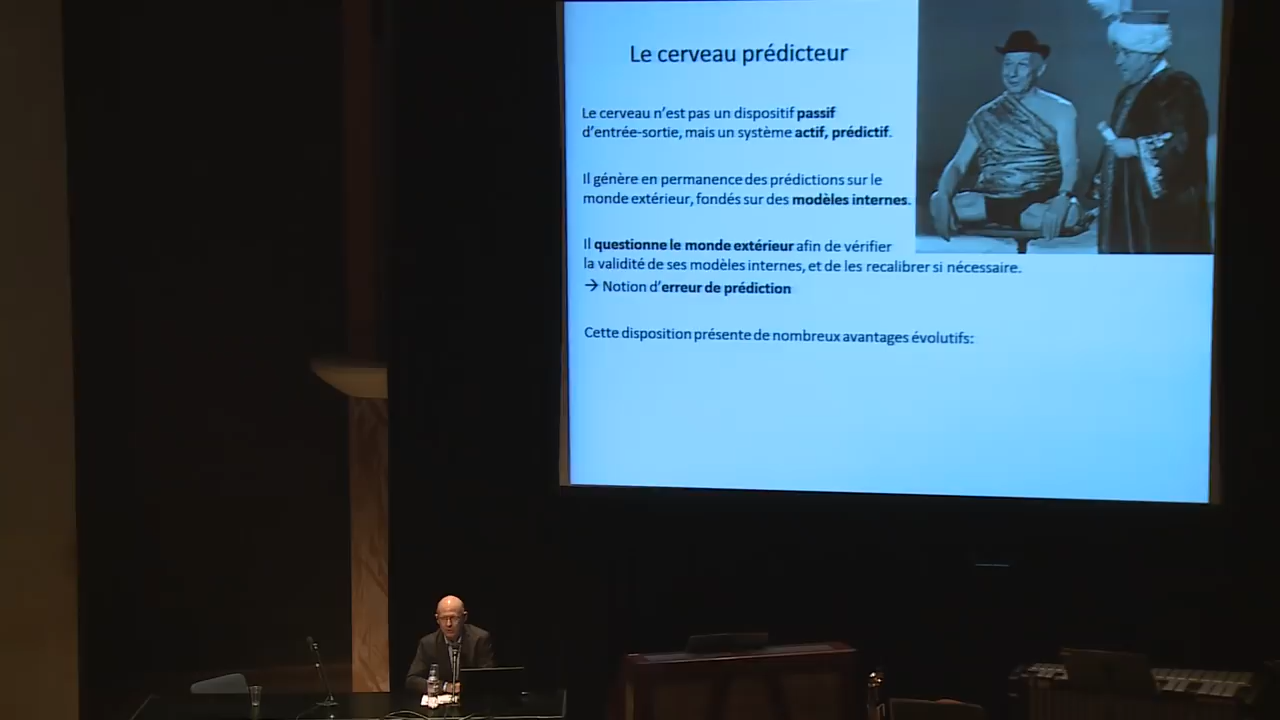 Le cerveau prédicteur
Le cerveau n'est pas un dispositif passif
d'entrée-sortie, mais un système actif, prédictif.
Il génère en permanence des prédictions sur le
monde extérieur, fondés sur des modèles internes.
Il questionne le monde extérieur afin de vérifier
la validité de ses modèles internes, et de les recalibrer si nécessaire.
→ Notion d'erreur de prédiction
Cette disposition présente de nombreux avantages évolutifs: